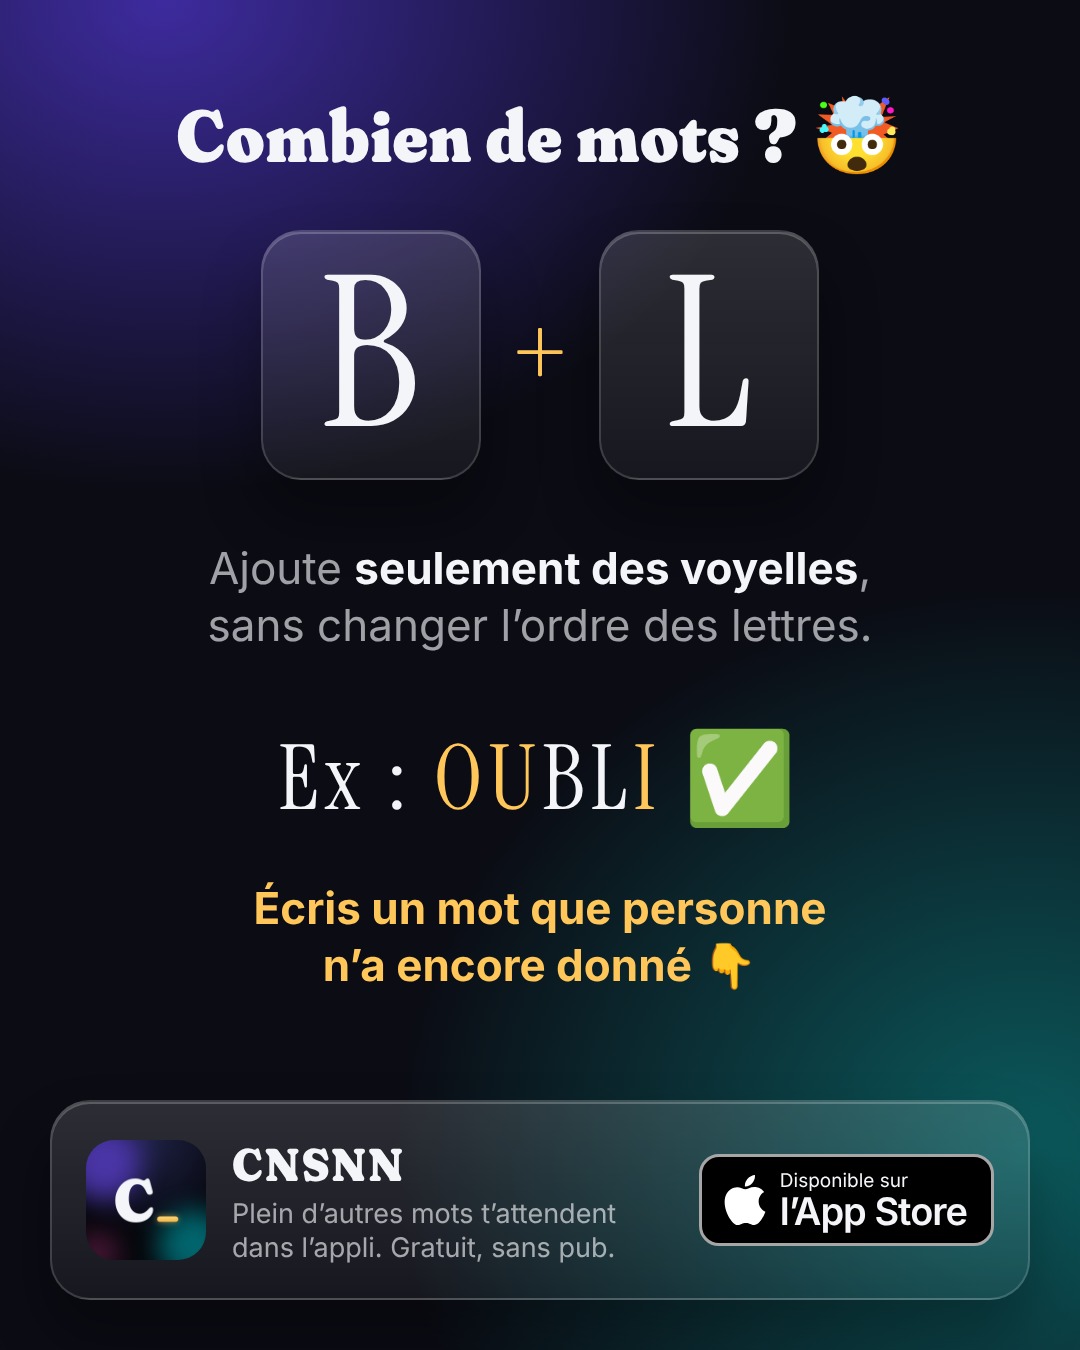 Combien de mots ? 🤯
B + L
Ajoute seulement des voyelles,
sans changer l’ordre des lettres.
Ex : OUBLI ✅
Écris un mot que personne
n’a encore donné 👇
C_
CNSNN
Plein d’autres mots t’attendent
dans l’appli. Gratuit, sans pub.
Disponible sur
l’App Store